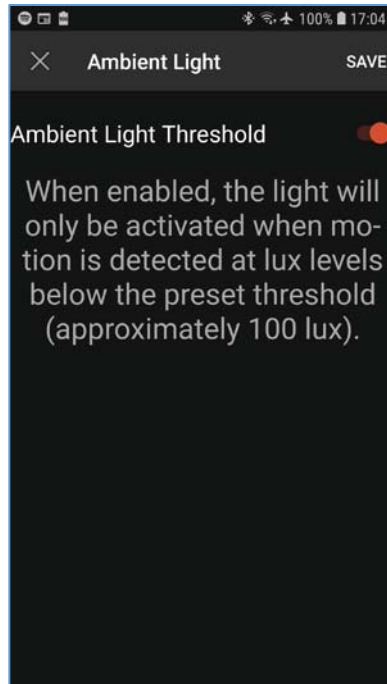 100% 17:04
Ambient Light SAVE
Ambient Light Threshold
When enabled, the light will
only be activated when mo-
tion is detected at lux levels
below the preset threshold
(approximately 100 lux).